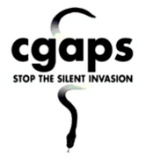 cgaps
STOP THE SILENT INVASION